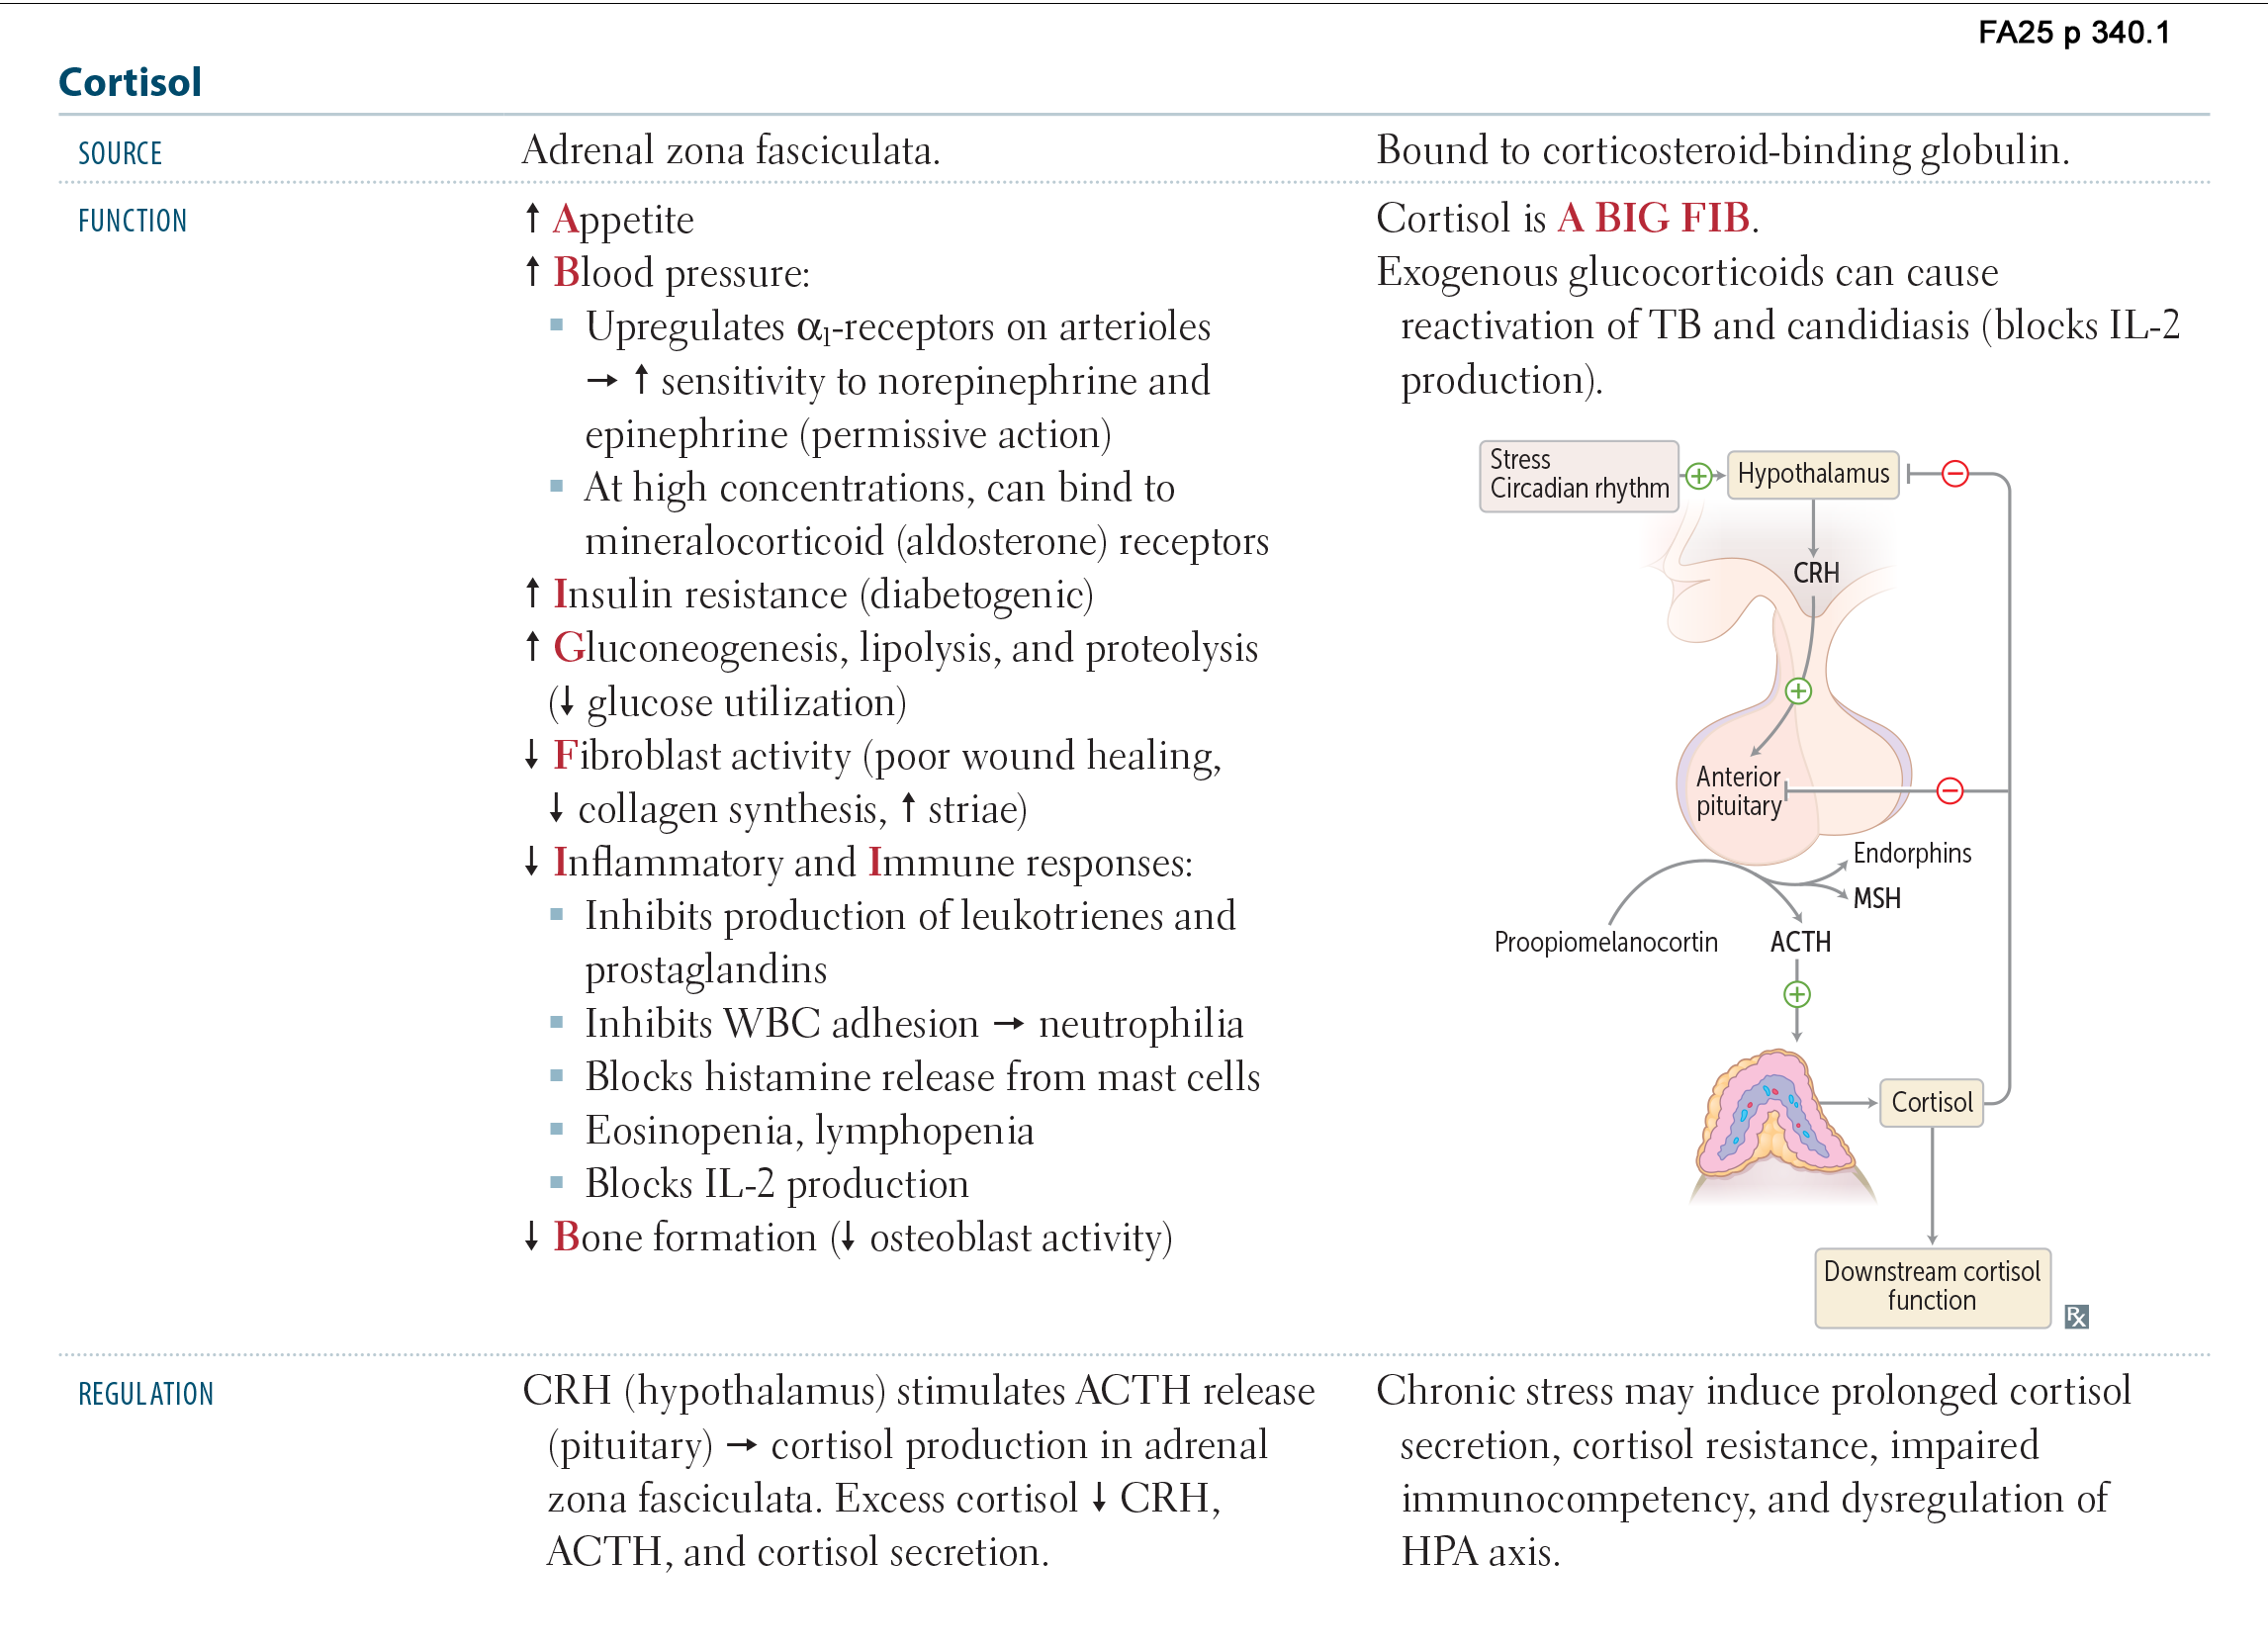 FA25 p 340.1
Cortisol
SOURCE
Adrenal zona fasciculata.
Bound to corticosteroid-binding globulin.
FUNCTION
↑ Appetite
↑ Blood pressure:
▪ Upregulates α₁-receptors on arterioles
→ ↑ sensitivity to norepinephrine and
epinephrine (permissive action)
▪ At high concentrations, can bind to
mineralocorticoid (aldosterone) receptors
↑ Insulin resistance (diabetogenic)
↑ Gluconeogenesis, lipolysis, and proteolysis
(↓ glucose utilization)
↓ Fibroblast activity (poor wound healing,
↓ collagen synthesis, ↑ striae)
↓ Inflammatory and Immune responses:
▪ Inhibits production of leukotrienes and
prostaglandins
▪ Inhibits WBC adhesion → neutrophilia
▪ Blocks histamine release from mast cells
▪ Eosinopenia, lymphopenia
▪ Blocks IL-2 production
↓ Bone formation (↓ osteoblast activity)
Cortisol is A BIG FIB.
Exogenous glucocorticoids can cause
reactivation of TB and candidiasis (blocks IL-2
production).
Stress
Circadian rhythm
Hypothalamus
CRH
Anterior
pituitary
Endorphins
MSH
Proopiomelanocortin
ACTH
Cortisol
Downstream cortisol
function
Rx
REGULATION
CRH (hypothalamus) stimulates ACTH release
(pituitary) → cortisol production in adrenal
zona fasciculata. Excess cortisol ↓ CRH,
ACTH, and cortisol secretion.
Chronic stress may induce prolonged cortisol
secretion, cortisol resistance, impaired
immunocompetency, and dysregulation of
HPA axis.